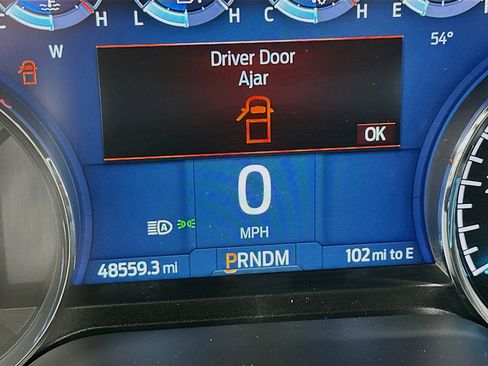 C H L H C H E
W
54°
Driver Door
Ajar
OK
0
MPH
A
48559.3 mi
PRNDM
102 mi to E